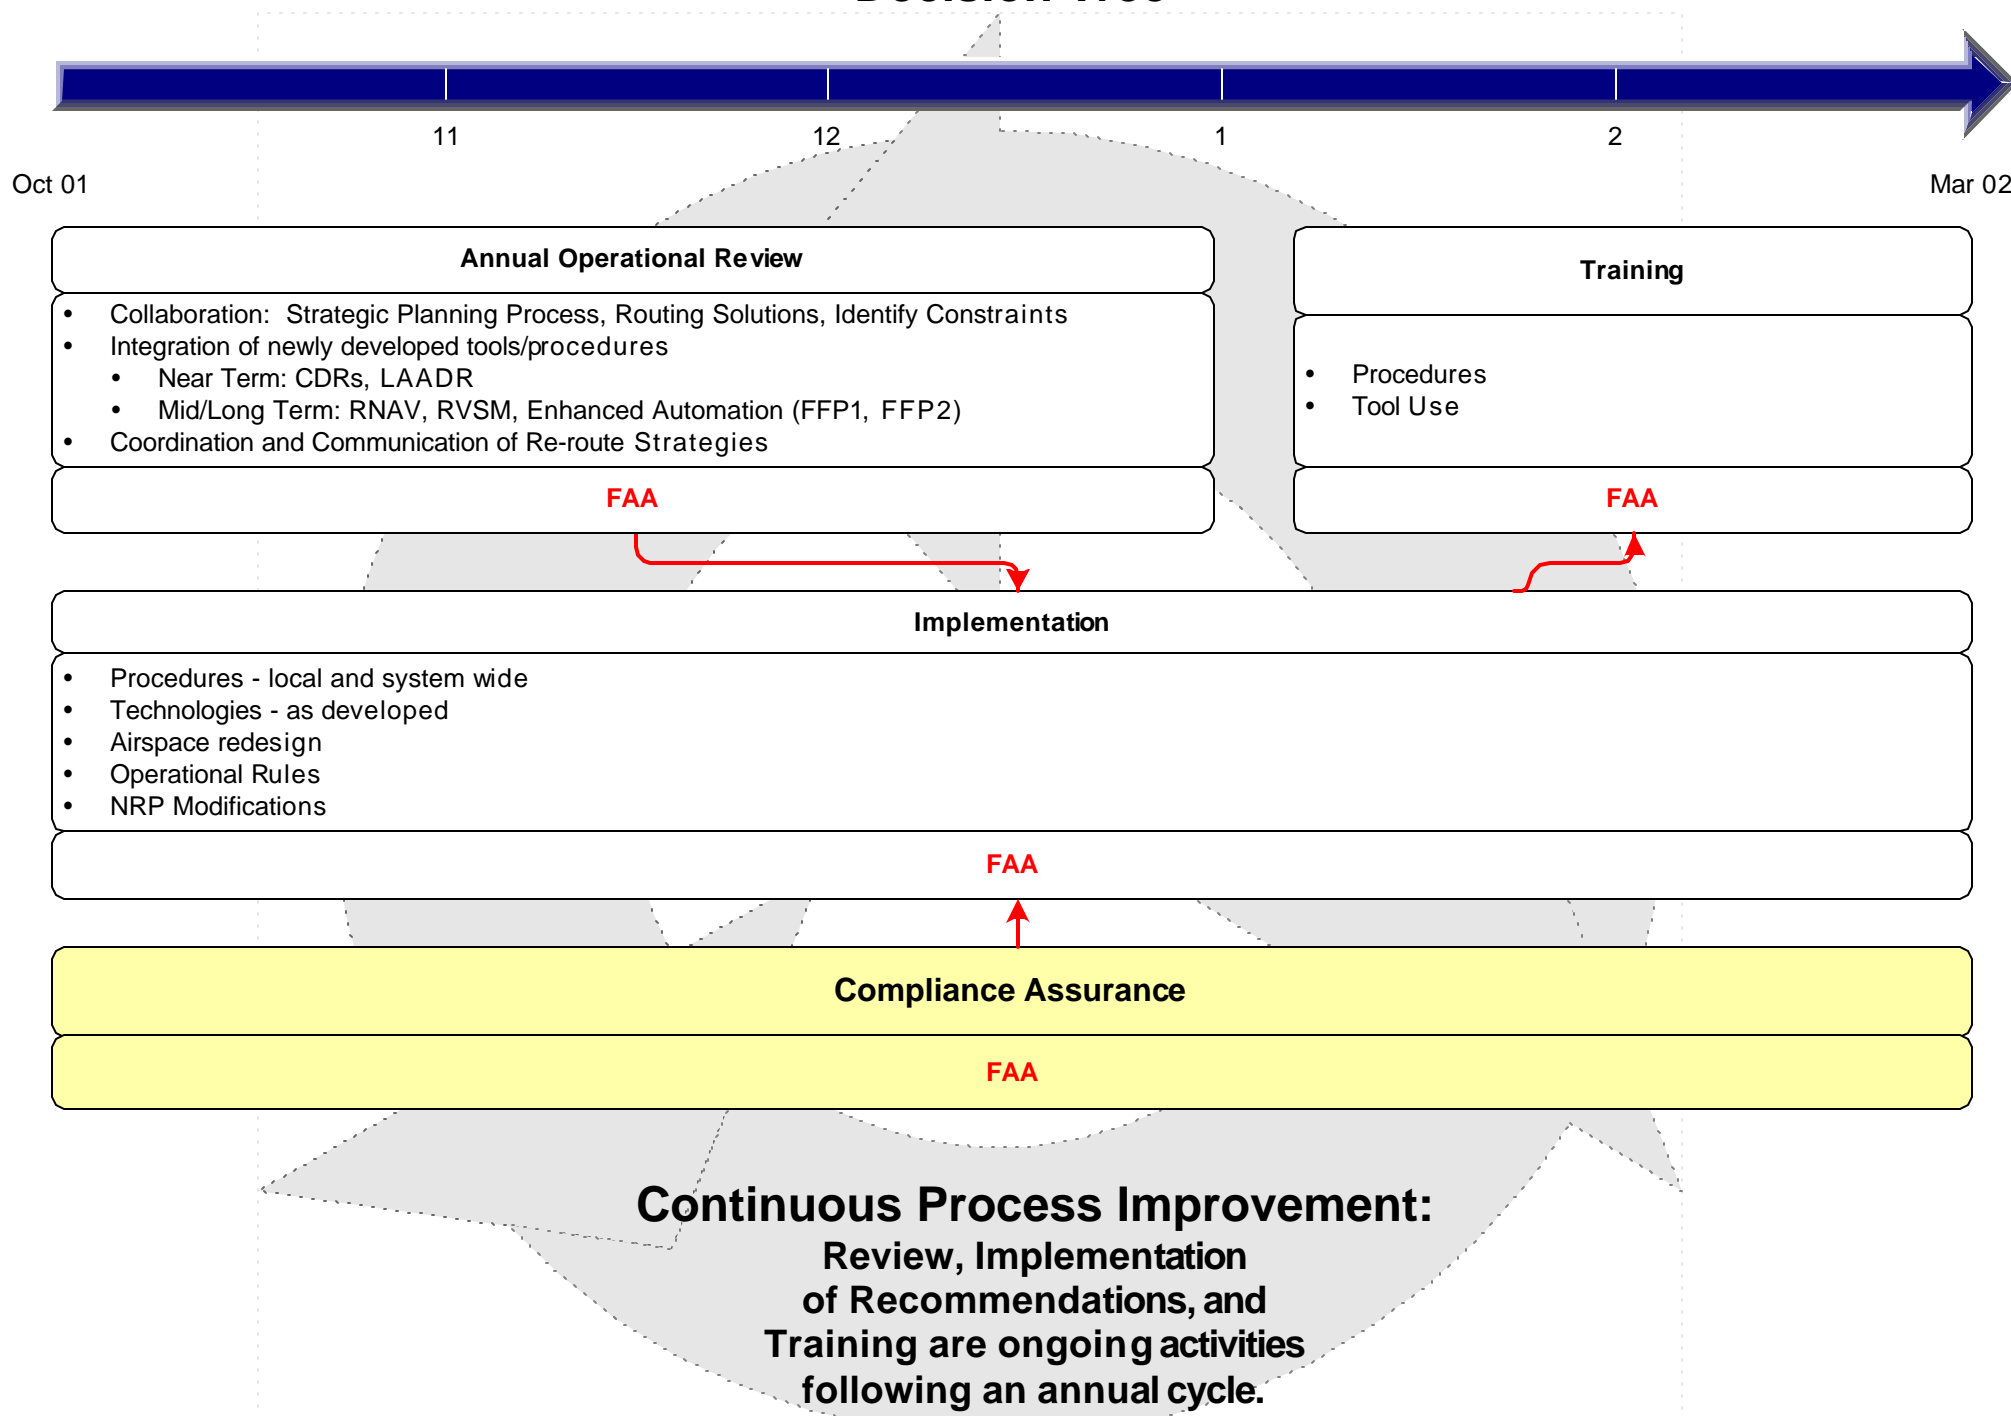 Decision Tree
11
12
1
2
Oct 01
Mar 02
Annual Operational Review
• Collaboration: Strategic Planning Process, Routing Solutions, Identify Constraints
• Integration of newly developed tools/procedures
• Near Term: CDRs, LAADR
• Mid/Long Term: RNAV, RVSM, Enhanced Automation (FFP1, FFP2)
• Coordination and Communication of Re-route Strategies
FAA
Training
• Procedures
• Tool Use
FAA
Implementation
• Procedures - local and system wide
• Technologies - as developed
• Airspace redesign
• Operational Rules
• NRP Modifications
FAA
Compliance Assurance
FAA
Continuous Process Improvement:
Review, Implementation
of Recommendations, and
Training are ongoing activities
following an annual cycle.